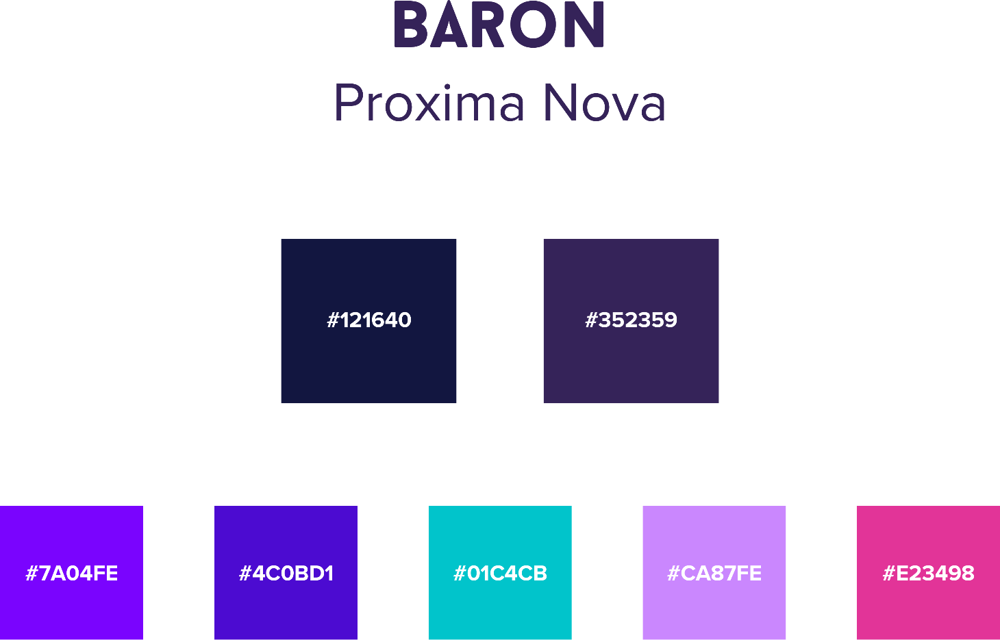 BARON
Proxima Nova
#121640 #352359
#7A04FE #4C0BD1 #01C4CB #CA87FE #E23498